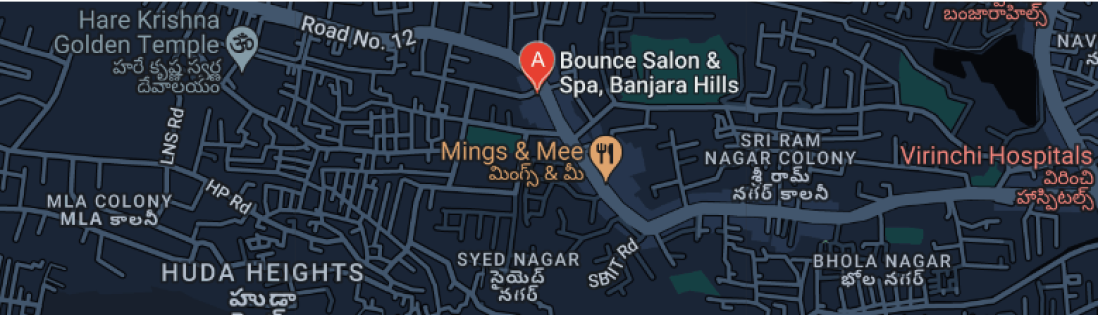 Hare Krishna
Golden Temple
హరే కృష్ణ స్వర్ణ
దేవాలయం
Road No. 12
A
Bounce Salon &
Spa, Banjara Hills
బంజారాహిల్స్
NAV
LNS Rd
Mings & Mee
మింగ్స్ & మీ
SRI RAM
NAGAR COLONY
శ్రీ రామ్
నగర్ కాలనీ
Virinchi Hospitals
విరించి
హాస్పిటల్స్
HP Rd
MLA COLONY
MLA కాలనీ
HUDA HEIGHTS
హుడా
SYED NAGAR
సైయెద్
నగర్
SBIT Rd
BHOLA NAGAR
భోల నగర్